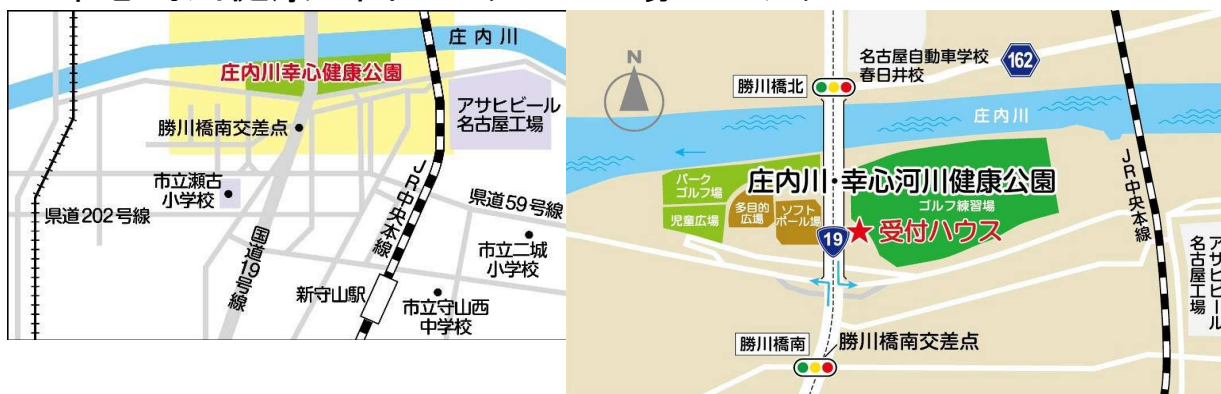 庄内川
庄内川幸心健康公園
アサヒビール
名古屋工場
勝川橋南交差点
市立瀬古
小学校
県道202号線
国道19号線
JR中央本線
県道59号線
市立二城
小学校
新守山駅
市立守山西
中学校
N
名古屋自動車学校
春日井校
162
勝川橋北
庄内川
パーク
ゴルフ場
児童広場
多目的
広場
ソフト
ボール場
庄内川・幸心河川健康公園
ゴルフ練習場
19
★受付ハウス
JR中央本線
アサヒビール
名古屋工場
勝川橋南
勝川橋南交差点